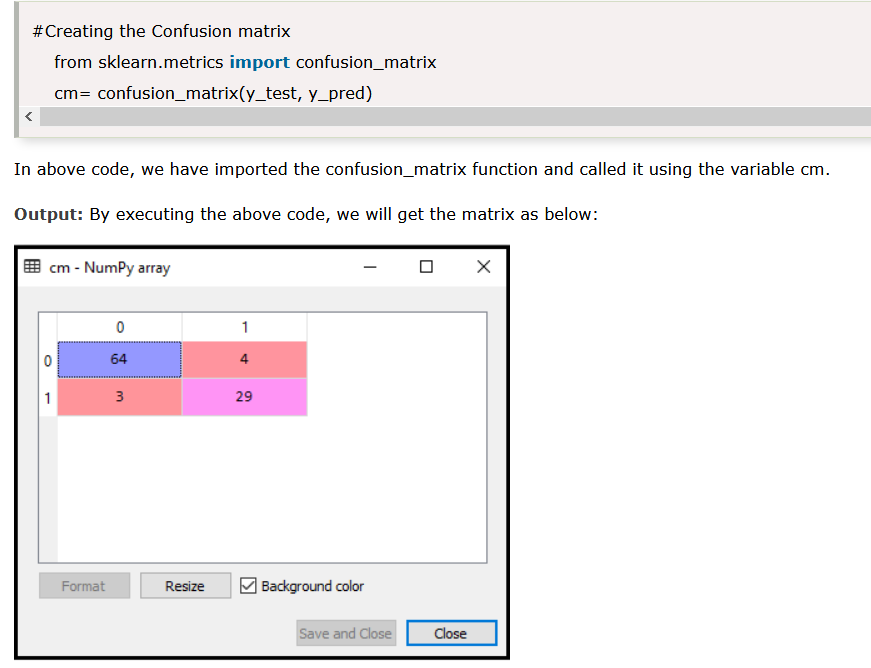 #Creating the Confusion matrix
from sklearn.metrics import confusion_matrix
cm= confusion_matrix(y_test, y_pred)
<
In above code, we have imported the confusion_matrix function and called it using the variable cm.
Output: By executing the above code, we will get the matrix as below:
cm - NumPy array
0 1
0 64 4
1 3 29
Format Resize Background color
Save and Close Close